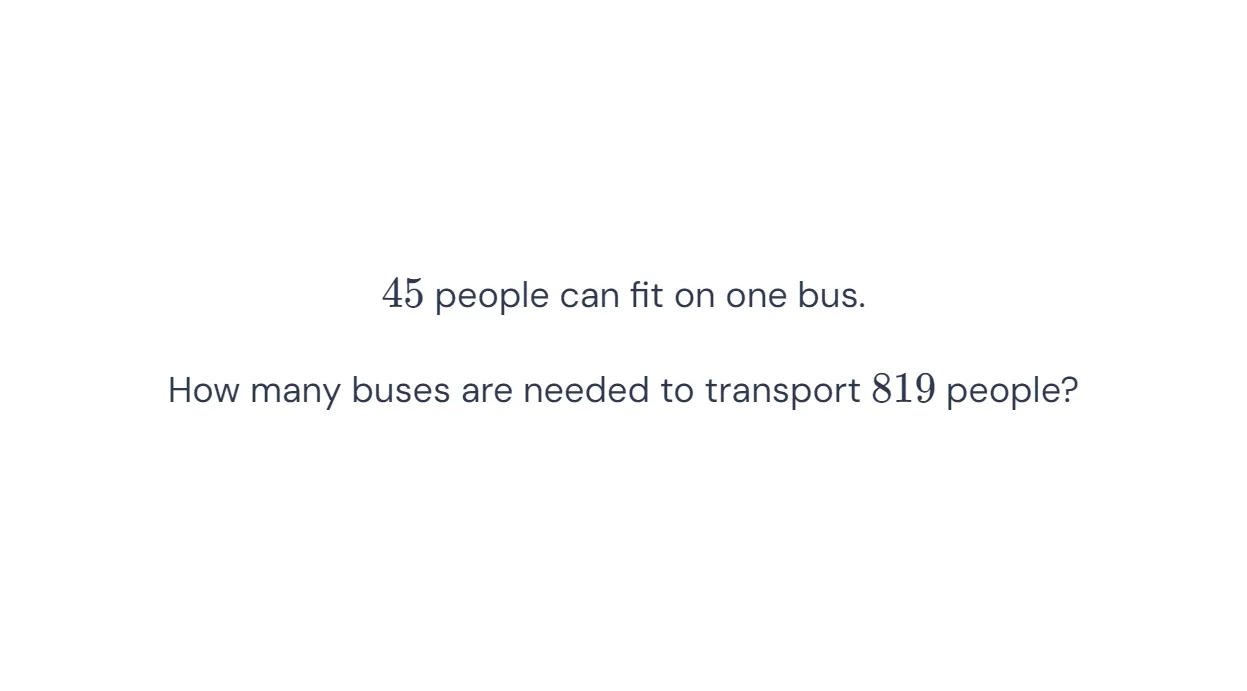 45 people can fit on one bus.
How many buses are needed to transport 819 people?